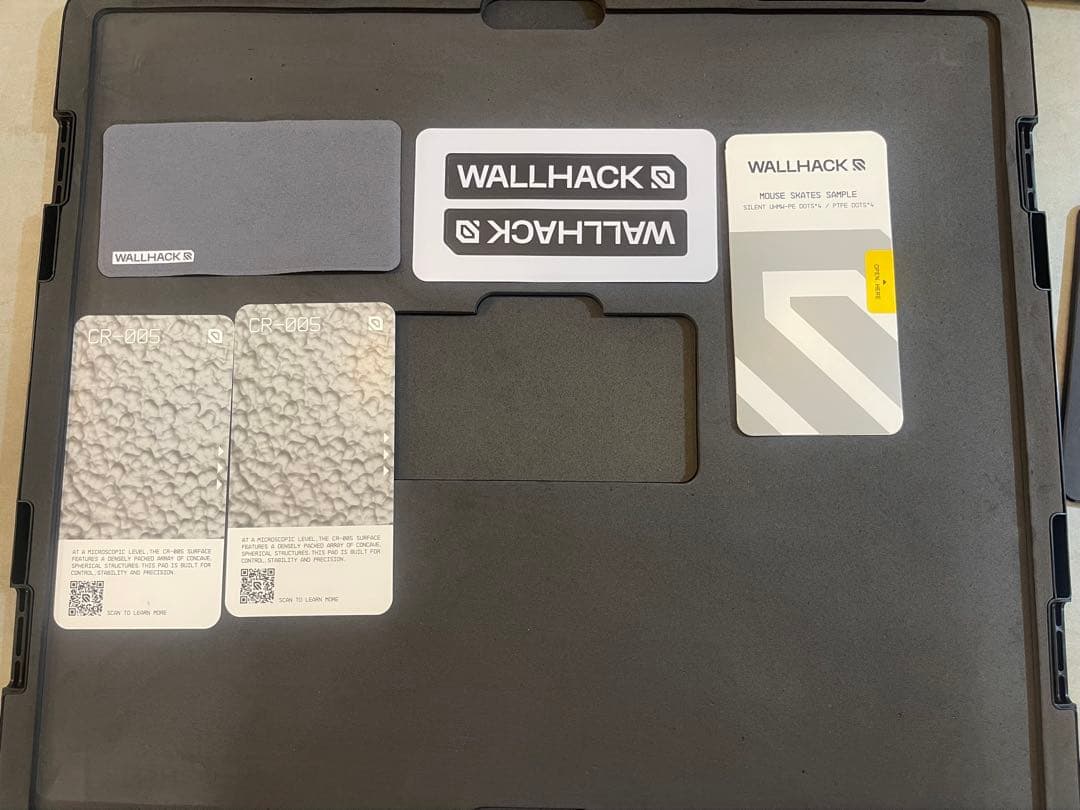 WALLHACK
WALLHACK
WALLHACK
WALLHACK
MOUSE SKATES SAMPLE
SILENT UHMW-PE DOTS*4 / PTFE DOTS*4
OPEN HERE
CR-005
AT A MICROSCOPIC LEVEL, THE CR-005 SURFACE
FEATURES A DENSELY PACKED ARRAY OF CONCAVE,
SPHERICAL STRUCTURES. THIS PAD IS BUILT FOR
CONTROL, STABILITY AND PRECISION.
SCAN TO LEARN MORE
CR-005
AT A MICROSCOPIC LEVEL, THE CR-005 SURFACE
FEATURES A DENSELY PACKED ARRAY OF CONCAVE,
SPHERICAL STRUCTURES. THIS PAD IS BUILT FOR
CONTROL, STABILITY AND PRECISION.
SCAN TO LEARN MORE